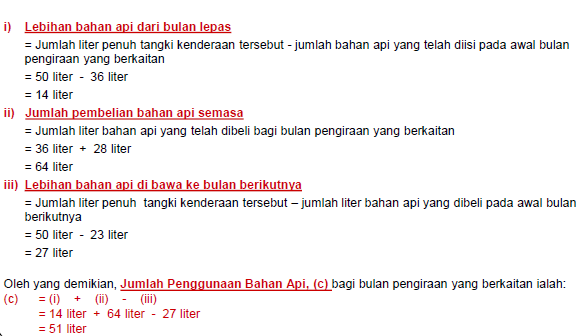 i) Lebihan bahan api dari bulan lepas
= Jumlah liter penuh tangki kenderaan tersebut - jumlah bahan api yang telah diisi pada awal bulan
pengiraan yang berkaitan
= 50 liter - 36 liter
= 14 liter
ii) Jumlah pembelian bahan api semasa
= Jumlah liter bahan api yang telah dibeli bagi bulan pengiraan yang berkaitan
= 36 liter + 28 liter
= 64 liter
iii) Lebihan bahan api di bawa ke bulan berikutnya
= Jumlah liter penuh tangki kenderaan tersebut – jumlah liter bahan api yang dibeli pada awal bulan
berikutnya
= 50 liter - 23 liter
= 27 liter
Oleh yang demikian, Jumlah Penggunaan Bahan Api, (c) bagi bulan pengiraan yang berkaitan ialah:
(c) = (i) + (ii) - (iii)
= 14 liter + 64 liter - 27 liter
= 51 liter